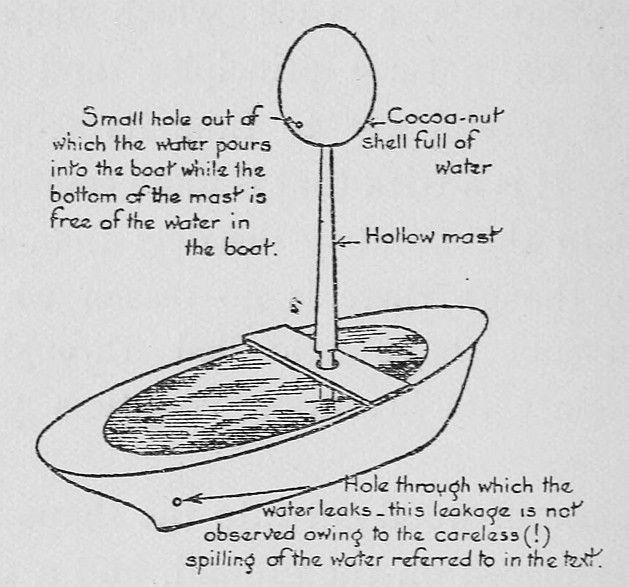 Small hole out of
which the water pours
into the boat while the
bottom of the mast is
free of the water in
the boat.
Cocoa-nut
shell full of
water
Hollow mast
Hole through which the
water leaks - this leakage is not
observed owing to the careless (!)
spilling of the water referred to in the text.